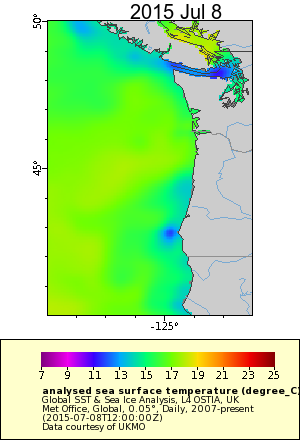 2015 Jul 8
50°
45°
-125°
7 9 11 13 15 17 19 21 23 25
analysed sea surface temperature (degree_C)
Global SST & Sea Ice Analysis, L4 OSTIA, UK
Met Office, Global, 0.05°, Daily, 2007-present
(2015-07-08T12:00:00Z)
Data courtesy of UKMO